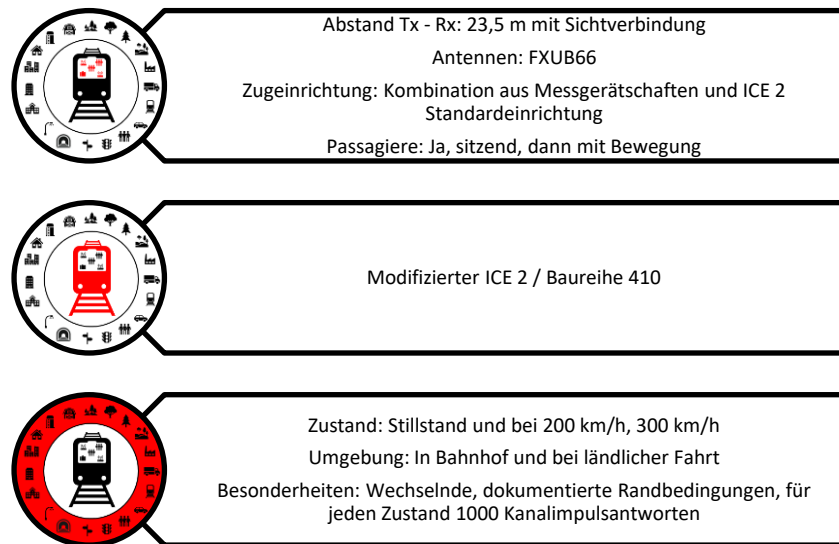 Abstand Tx - Rx: 23,5 m mit Sichtverbindung
Antennen: FXUB66
Zugeinrichtung: Kombination aus Messgerätschaften und ICE 2
Standardeinrichtung
Passagiere: Ja, sitzend, dann mit Bewegung
Modifizierter ICE 2 / Baureihe 410
Zustand: Stillstand und bei 200 km/h, 300 km/h
Umgebung: In Bahnhof und bei ländlicher Fahrt
Besonderheiten: Wechselnde, dokumentierte Randbedingungen, für
jeden Zustand 1000 Kanalimpulsantworten